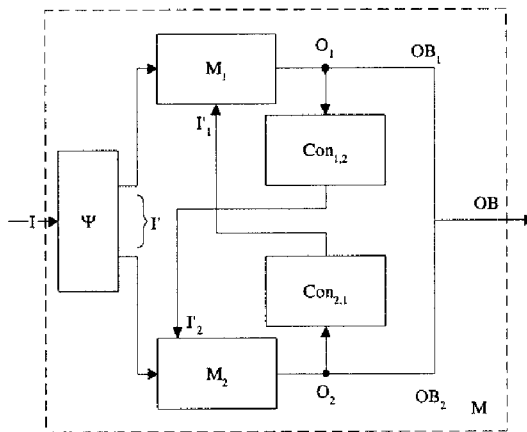 M₁
O₁
OB₁
I'₁
Con₁,₂
I
Ψ
I'
OB
Con₂,₁
I'₂
M₂
O₂
OB₂
M